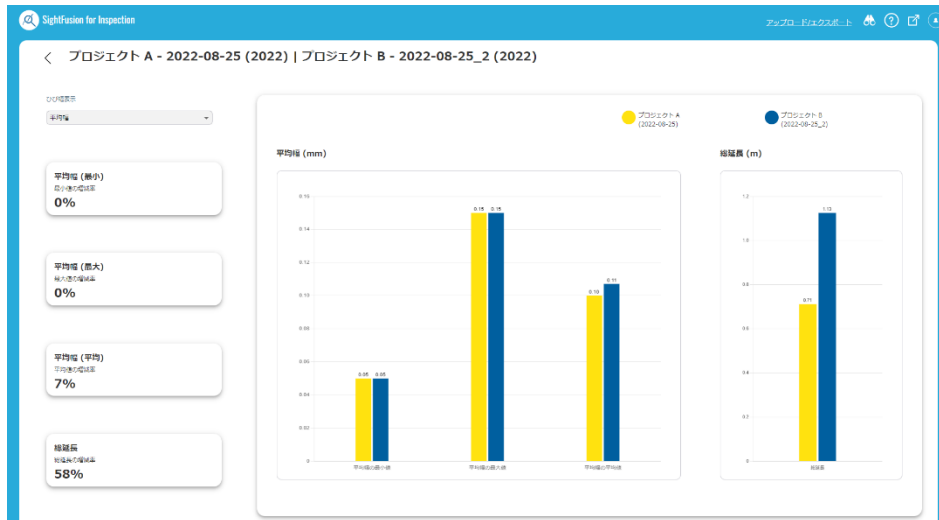 SightFusion for Inspection
アップロード/エクスポート
プロジェクト A - 2022-08-25 (2022) | プロジェクト B - 2022-08-25_2 (2022)
ひび幅表示
平均幅
プロジェクト A
(2022-08-25)
プロジェクト B
(2022-08-25_2)
平均幅 (最小)
最小値の増減率
0%
平均幅 (最大)
最大値の増減率
0%
平均幅 (平均)
平均値の増減率
7%
総延長
総延長の増減率
58%
平均幅 (mm)
0.16
0.14
0.12
0.10
0.08
0.06
0.04
0.02
0
0.05 0.05
0.15 0.15
0.10 0.11
平均幅の最小値
平均幅の最大値
平均幅の平均値
総延長 (m)
1.2
1.0
0.8
0.6
0.4
0.2
0
0.71
1.13
総延長